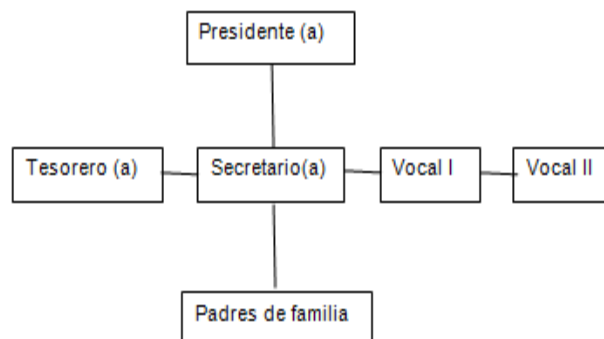 Presidente (a)
Tesorero (a)
Secretario(a)
Vocal I
Vocal II
Padres de familia